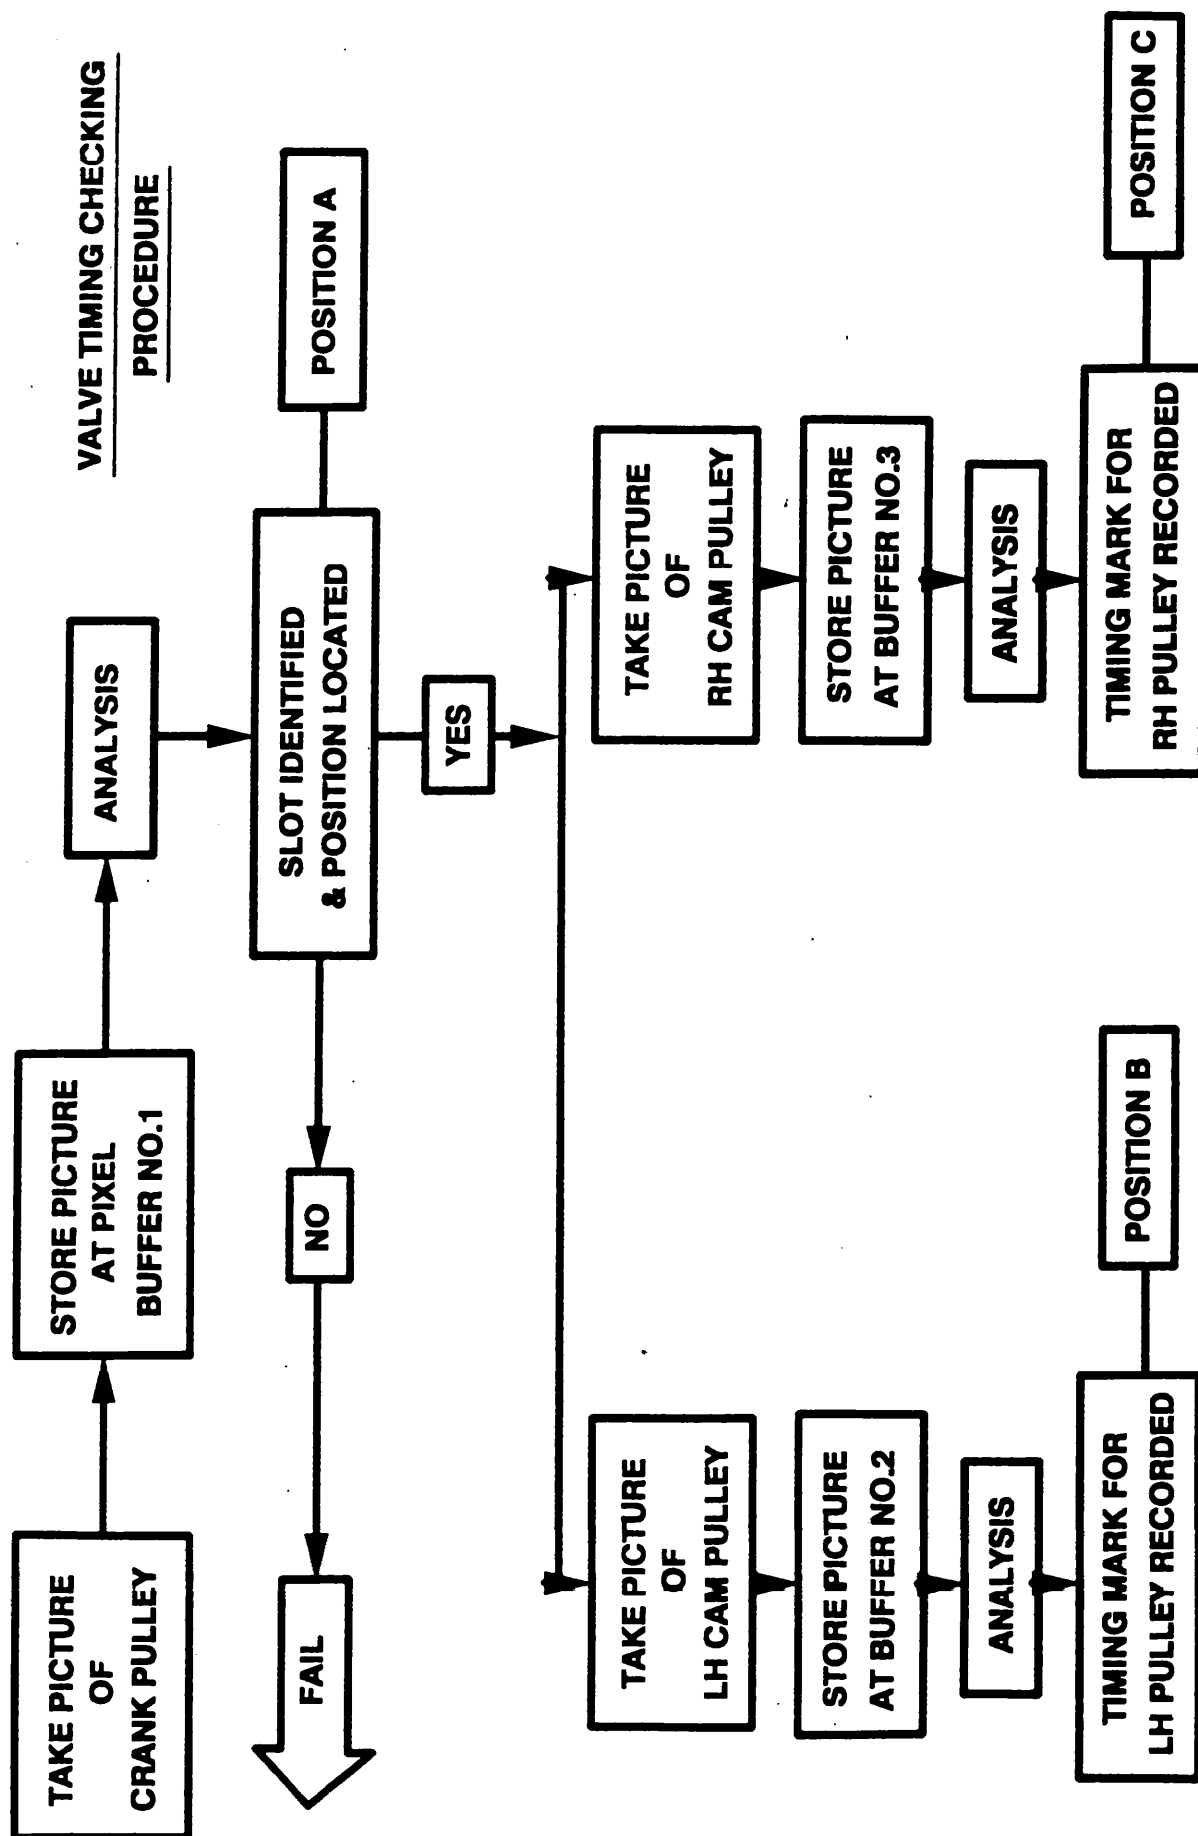 VALVE TIMING CHECKING
PROCEDURE
TAKE PICTURE
OF
CRANK PULLEY
STORE PICTURE
AT PIXEL
BUFFER NO.1
ANALYSIS
FAIL
NO
SLOT IDENTIFIED
& POSITION LOCATED
POSITION A
YES
TAKE PICTURE
OF
LH CAM PULLEY
STORE PICTURE
AT BUFFER NO.2
ANALYSIS
TIMING MARK FOR
LH PULLEY RECORDED
POSITION B
TAKE PICTURE
OF
RH CAM PULLEY
STORE PICTURE
AT BUFFER NO.3
ANALYSIS
TIMING MARK FOR
RH PULLEY RECORDED
POSITION C